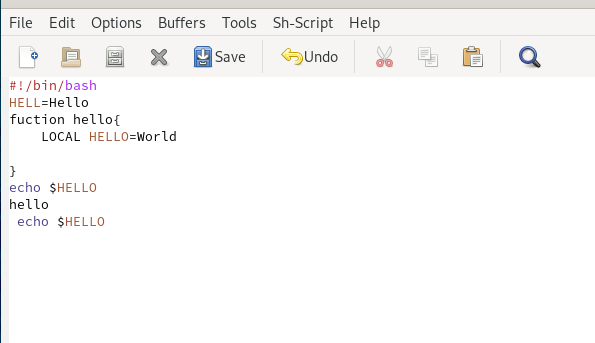 File Edit Options Buffers Tools Sh-Script Help
Save Undo
#!/bin/bash
HELL=Hello
fuction hello{
    LOCAL HELLO=World
}
echo $HELLO
hello
 echo $HELLO